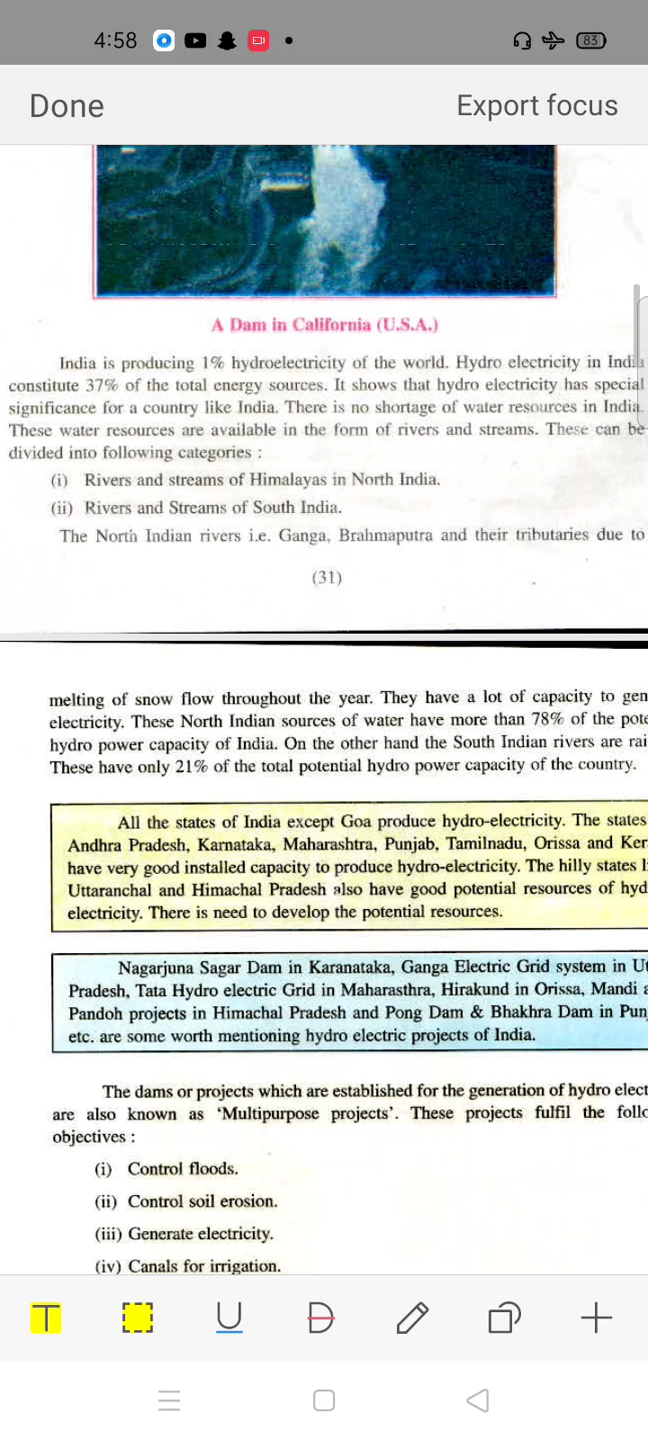 4:58
83
Done
Export focus
A Dam in California (U.S.A.)
India is producing 1% hydroelectricity of the world. Hydro electricity in India
constitute 37% of the total energy sources. It shows that hydro electricity has special
significance for a country like India. There is no shortage of water resources in India.
These water resources are available in the form of rivers and streams. These can be
divided into following categories :
(i) Rivers and streams of Himalayas in North India.
(ii) Rivers and Streams of South India.
The North Indian rivers i.e. Ganga, Brahmaputra and their tributaries due to
(31)
melting of snow flow throughout the year. They have a lot of capacity to gen
electricity. These North Indian sources of water have more than 78% of the pote
hydro power capacity of India. On the other hand the South Indian rivers are rai
These have only 21% of the total potential hydro power capacity of the country.
All the states of India except Goa produce hydro-electricity. The states
Andhra Pradesh, Karnataka, Maharashtra, Punjab, Tamilnadu, Orissa and Ker
have very good installed capacity to produce hydro-electricity. The hilly states l
Uttaranchal and Himachal Pradesh also have good potential resources of hyd
electricity. There is need to develop the potential resources.
Nagarjuna Sagar Dam in Karanataka, Ganga Electric Grid system in Ut
Pradesh, Tata Hydro electric Grid in Maharasthra, Hirakund in Orissa, Mandi a
Pandoh projects in Himachal Pradesh and Pong Dam & Bhakhra Dam in Pun
etc. are some worth mentioning hydro electric projects of India.
The dams or projects which are established for the generation of hydro elect
are also known as ‘Multipurpose projects’. These projects fulfil the follo
objectives :
(i) Control floods.
(ii) Control soil erosion.
(iii) Generate electricity.
(iv) Canals for irrigation.
T
U
D